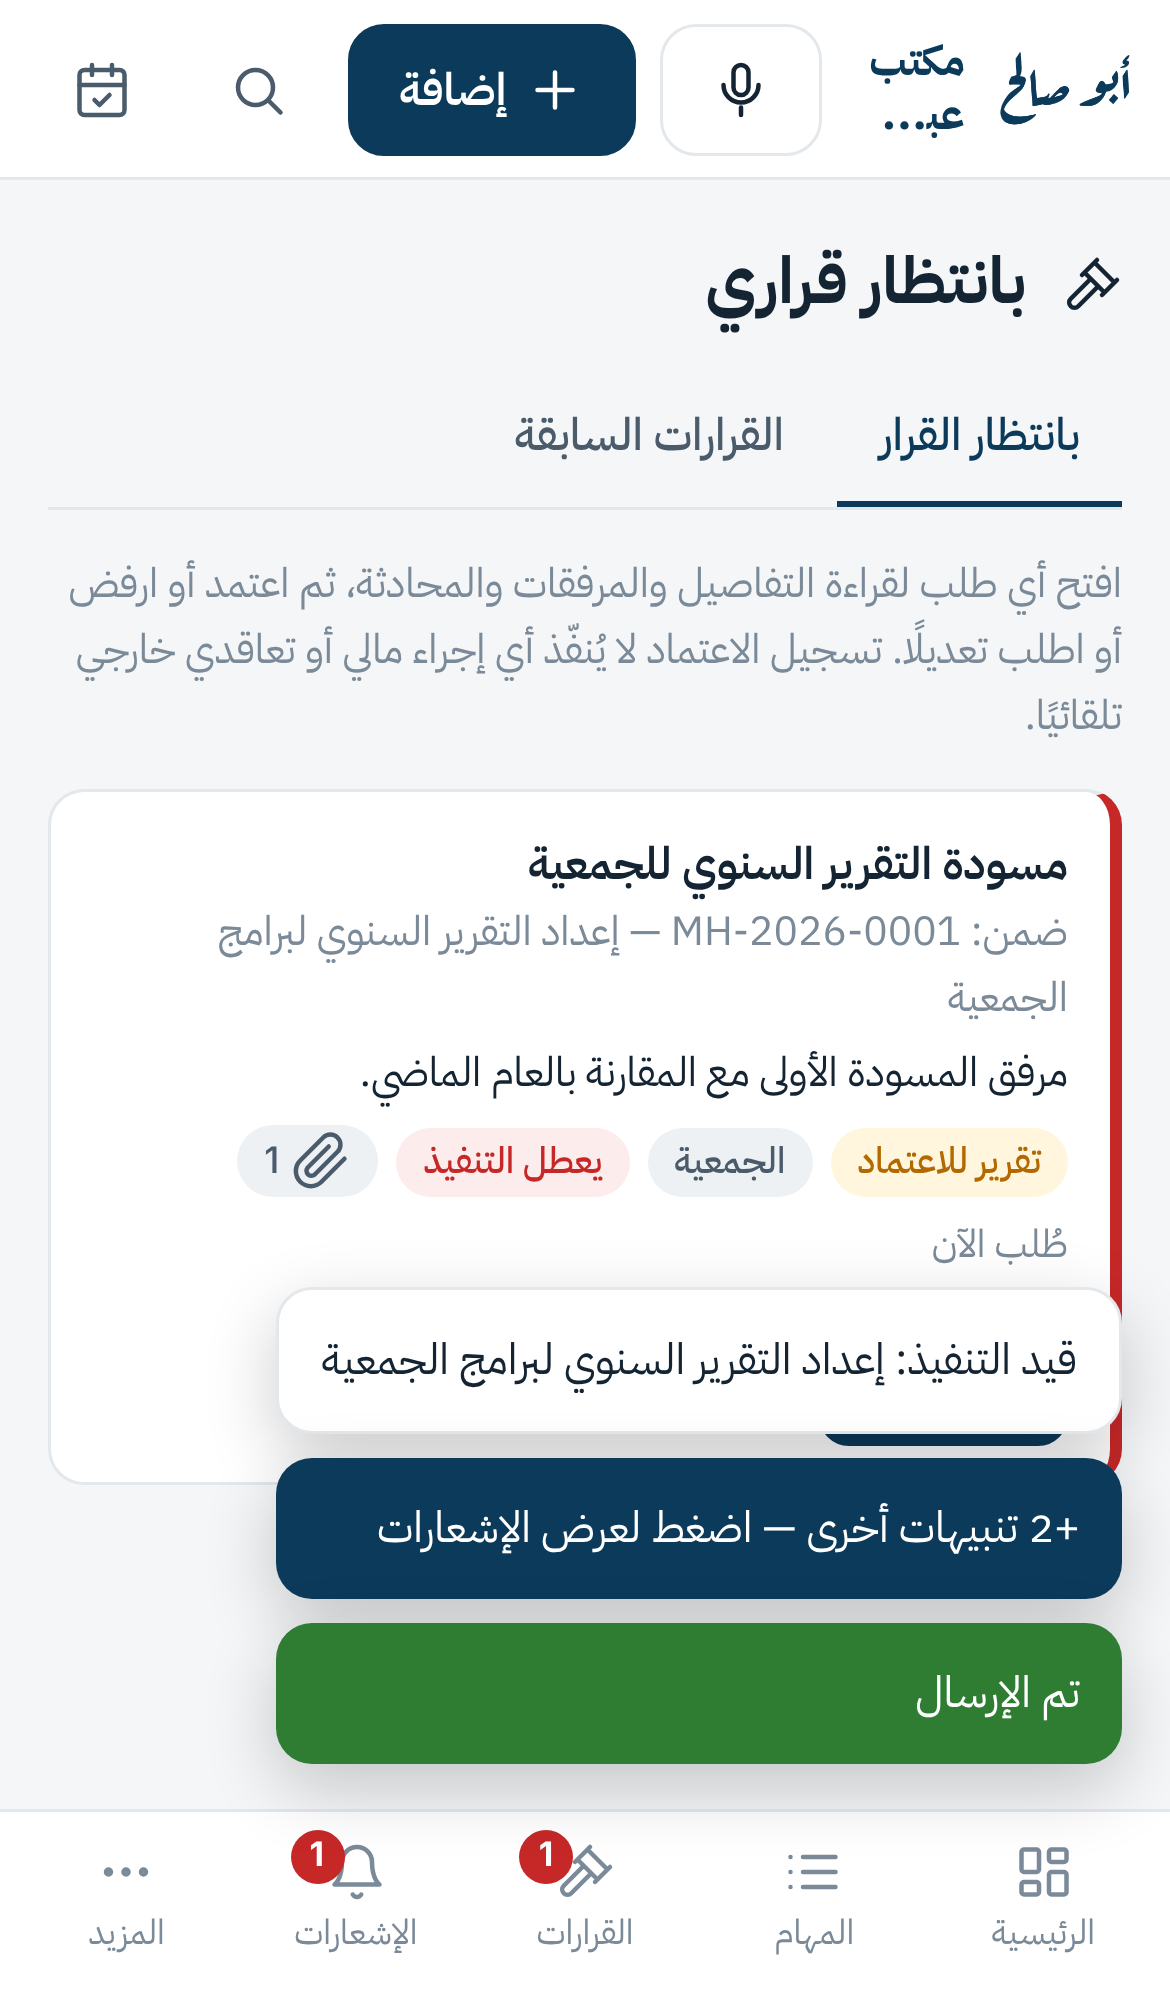 أبو صالح
مكتب
عبـ...
إضافة
بانتظار قراري
بانتظار القرار
القرارات السابقة
افتح أي طلب لقراءة التفاصيل والمرفقات والمحادثة، ثم اعتمد أو ارفض
أو اطلب تعديلًا. تسجيل الاعتماد لا يُنفّذ أي إجراء مالي أو تعاقدي خارجي
تلقائيًا.
مسودة التقرير السنوي للجمعية
ضمن: MH-2026-0001 — إعداد التقرير السنوي لبرامج
الجمعية
مرفق المسودة الأولى مع المقارنة بالعام الماضي.
تقرير للاعتماد
الجمعية
يعطل التنفيذ
1
طُلب الآن
قيد التنفيذ: إعداد التقرير السنوي لبرامج الجمعية
+2 تنبيهات أخرى — اضغط لعرض الإشعارات
تم الإرسال
الرئيسية
المهام
1
القرارات
1
الإشعارات
المزيد